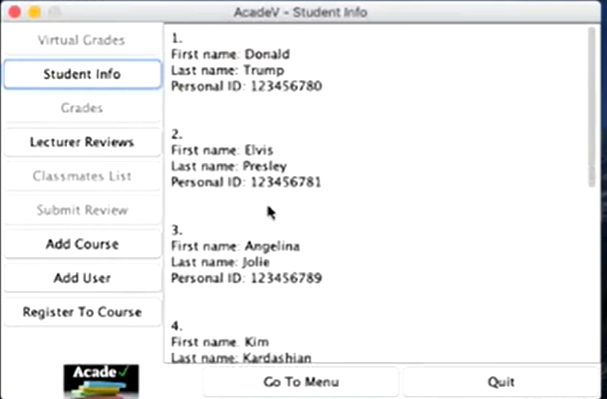 AcadeV - Student Info
Virtual Grades
Student Info
Grades
Lecturer Reviews
Classmates List
Submit Review
Add Course
Add User
Register To Course
1.
First name: Donald
Last name: Trump
Personal ID: 123456780
2.
First name: Elvis
Last name: Presley
Personal ID: 123456781
3.
First name: Angelina
Last name: Jolie
Personal ID: 123456789
4.
First name: Kim
Last name: Kardashian
Acade✓
Go To Menu
Quit